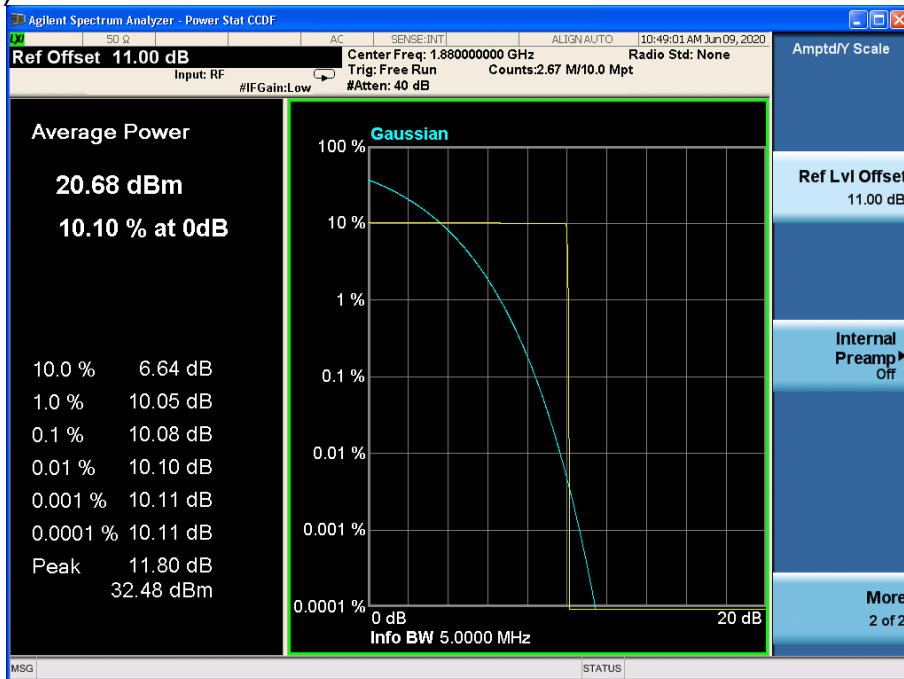 Agilent Spectrum Analyzer - Power Stat CCDF
LXI 50 Ω AC SENSE:INT ALIGN AUTO 10:49:01 AM Jun 09, 2020
Ref Offset 11.00 dB
Center Freq: 1.880000000 GHz Radio Std: None
Input: RF Trig: Free Run Counts:2.67 M/10.0 Mpt
#IFGain:Low #Atten: 40 dB
Average Power
20.68 dBm
10.10 % at 0dB
10.0 % 6.64 dB
1.0 % 10.05 dB
0.1 % 10.08 dB
0.01 % 10.10 dB
0.001 % 10.11 dB
0.0001 % 10.11 dB
Peak 11.80 dB
32.48 dBm
Gaussian
100 %
10 %
1 %
0.1 %
0.01 %
0.001 %
0.0001 %
0 dB 20 dB
Info BW 5.0000 MHz
Amptd/Y Scale
Ref Lvl Offset
11.00 dB
Internal
Preamp
Off
More
2 of 2
MSG STATUS